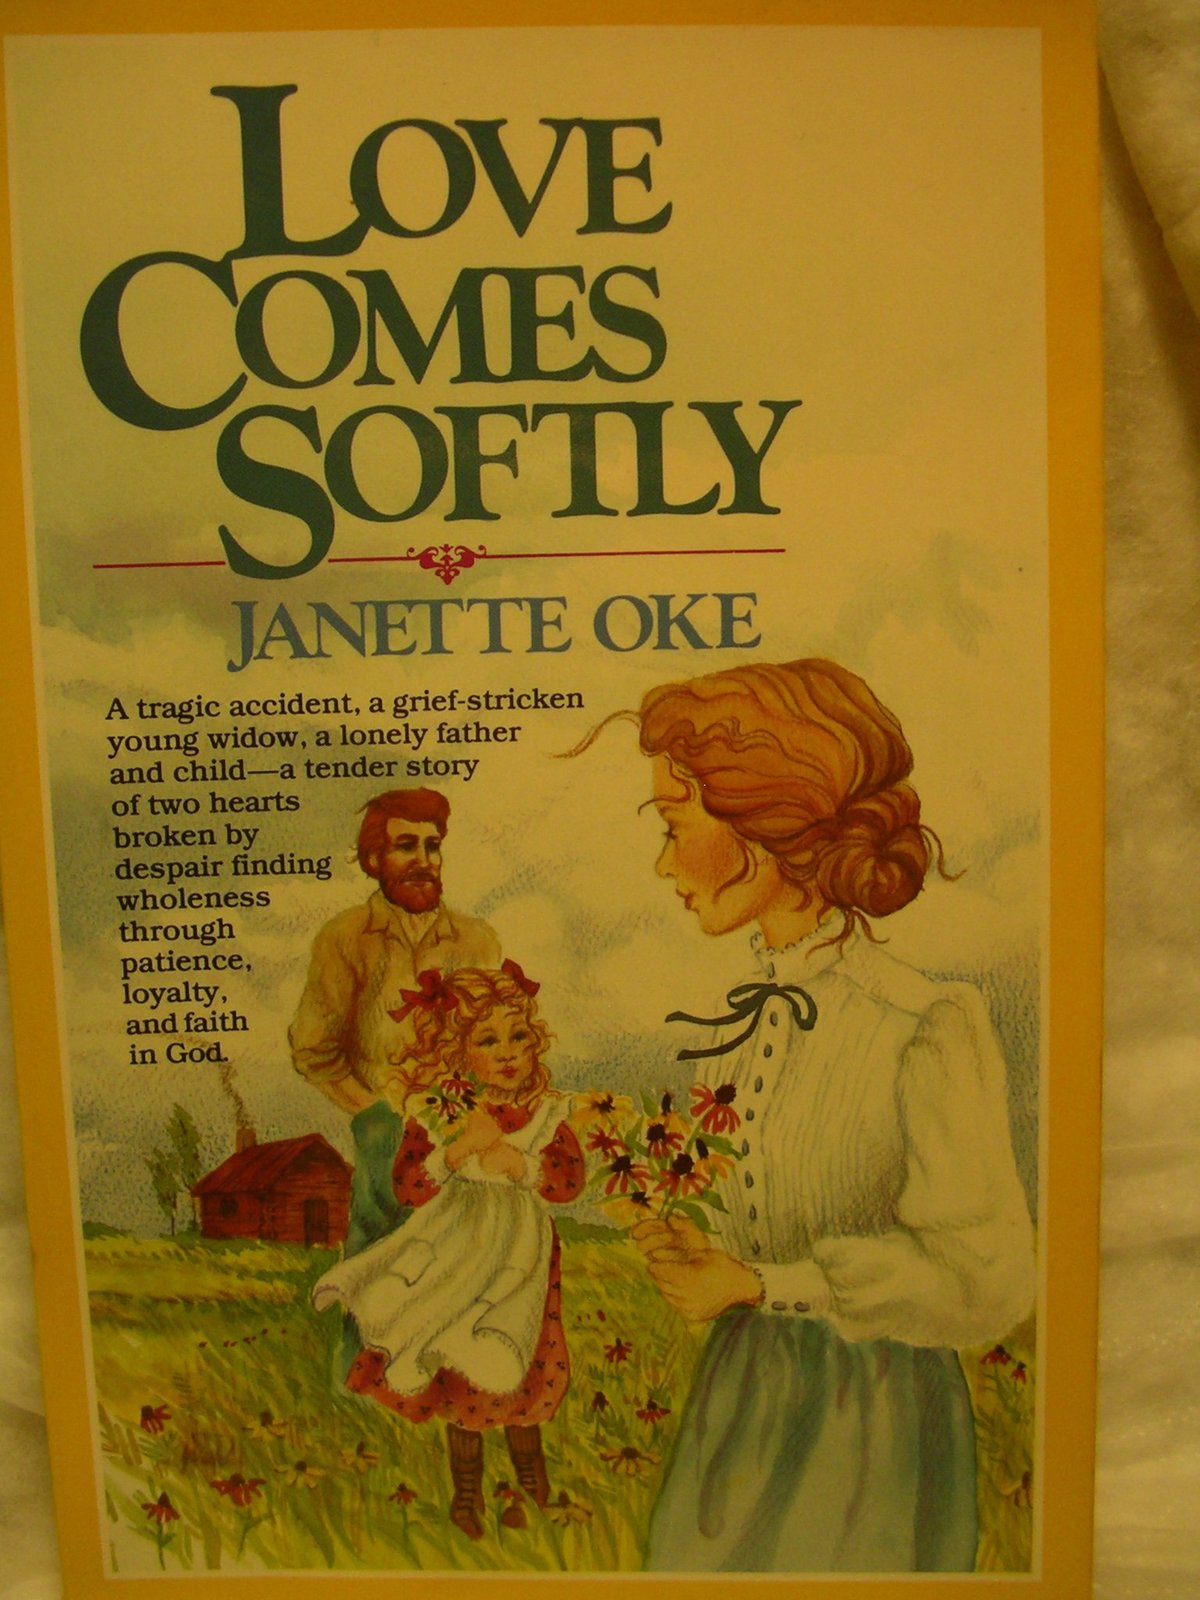 LOVE
COMES
SOFTLY
JANETTE OKE
A tragic accident, a grief-stricken
young widow, a lonely father
and child—a tender story
of two hearts
broken by
despair finding
wholeness
through
patience,
loyalty,
and faith
in God.